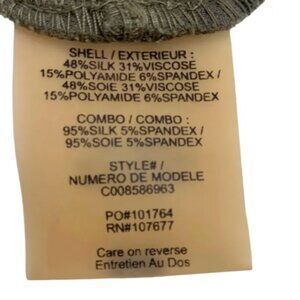 SHELL / EXTERIEUR :
48%SILK 31%VISCOSE
15%POLYAMIDE 6%SPANDEX /
48%SOIE 31%VISCOSE
15%POLYAMIDE 6%SPANDEX
COMBO / COMBO :
95%SILK 5%SPANDEX /
95%SOIE 5%SPANDEX
STYLE# /
NUMERO DE MODELE
C008586963
PO#101764
RN#107677
Care on reverse
Entretien Au Dos